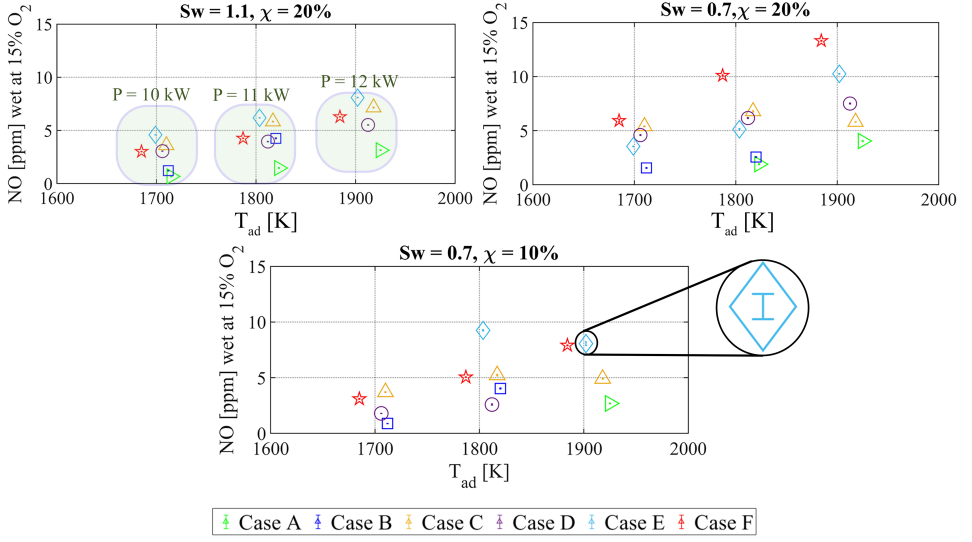 Sw = 1.1, χ = 20%
NO [ppm] wet at 15% O2
15
10
5
0
P = 10 kW
P = 11 kW
P = 12 kW
1600
1700
1800
1900
2000
Tad [K]
Sw = 0.7,χ = 20%
NO [ppm] wet at 15% O2
15
10
5
0
1600
1700
1800
1900
2000
Tad [K]
Sw = 0.7, χ = 10%
NO [ppm] wet at 15% O2
15
10
5
0
1600
1700
1800
1900
2000
Tad [K]
Case A Case B Case C Case D Case E Case F